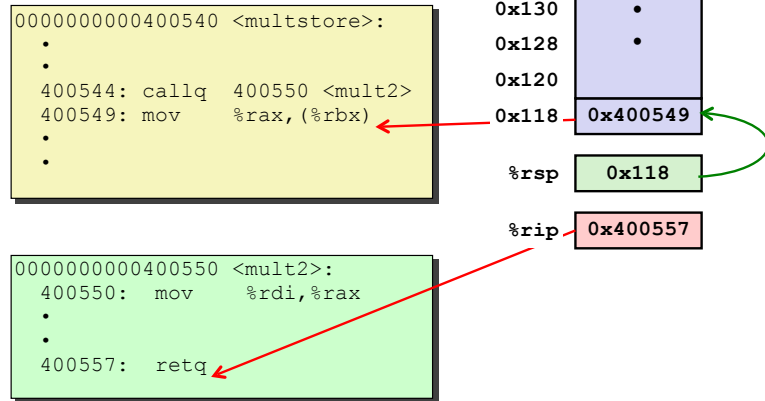 0000000000400540 <multstore>:
•
•
400544: callq 400550 <mult2>
400549: mov %rax,(%rbx)
•
•
0x130 •
0x128 •
0x120
0x118 0x400549
%rsp 0x118
%rip 0x400557
0000000000400550 <mult2>:
400550: mov %rdi,%rax
•
•
400557: retq